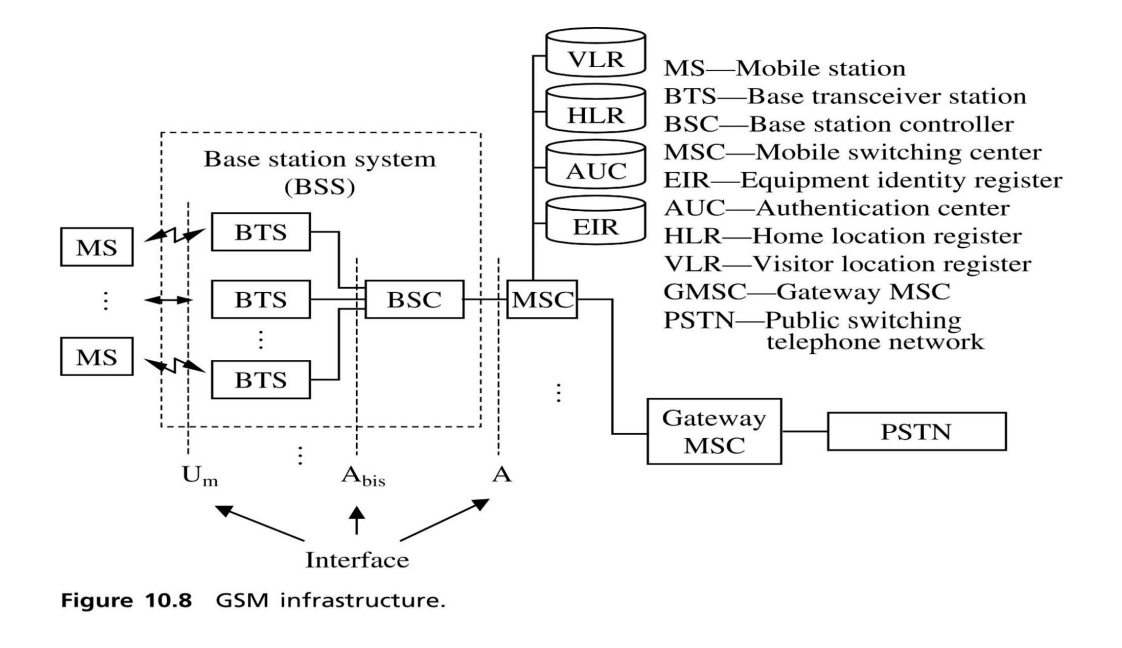 VLR
HLR
AUC
EIR
MS—Mobile station
BTS—Base transceiver station
BSC—Base station controller
MSC—Mobile switching center
EIR—Equipment identity register
AUC—Authentication center
HLR—Home location register
VLR—Visitor location register
GMSC—Gateway MSC
PSTN—Public switching
telephone network
Base station system
(BSS)
MS
BTS
BTS
BSC
MSC
MS
BTS
Gateway
MSC
PSTN
Um
Abis
A
Interface
Figure 10.8 GSM infrastructure.